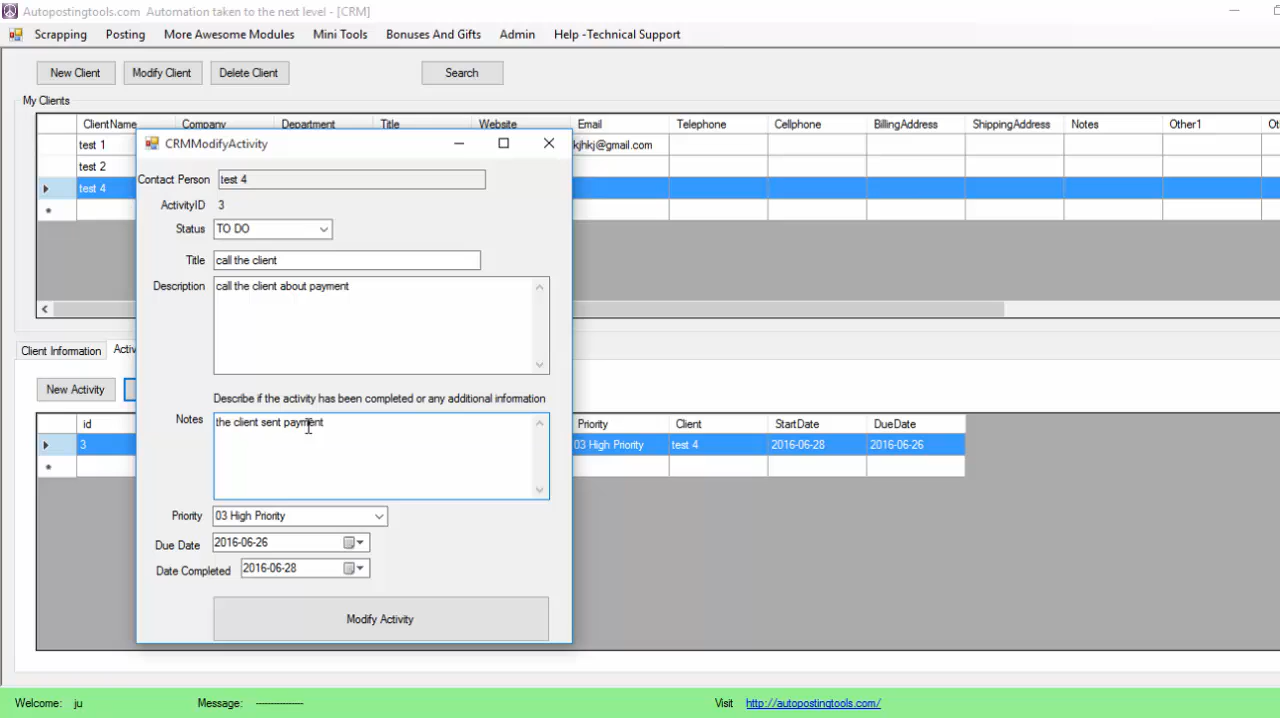 Autopostingtools.com  Automation taken to the next level - [CRM]
Scrapping Posting More Awesome Modules Mini Tools Bonuses And Gifts Admin Help -Technical Support
New Client Modify Client Delete Client Search
My Clients
ClientName Company Department Title Website Email Telephone Cellphone BillingAddress ShippingAddress Notes Other1
test 1 kjhkj@gmail.com
test 2
test 4
CRMModifyActivity
Contact Person test 4
ActivityID 3
Status TO DO
Title call the client
Description call the client about payment
Describe if the activity has been completed or any additional information
Notes the client sent payment
Priority 03 High Priority
Due Date 2016-06-26
Date Completed 2016-06-28
Modify Activity
Client Information
New Activity
id Priority Client StartDate DueDate
3 03 High Priority test 4 2016-06-28 2016-06-26
Welcome: ju Message: --------------- Visit http://autopostingtools.com/